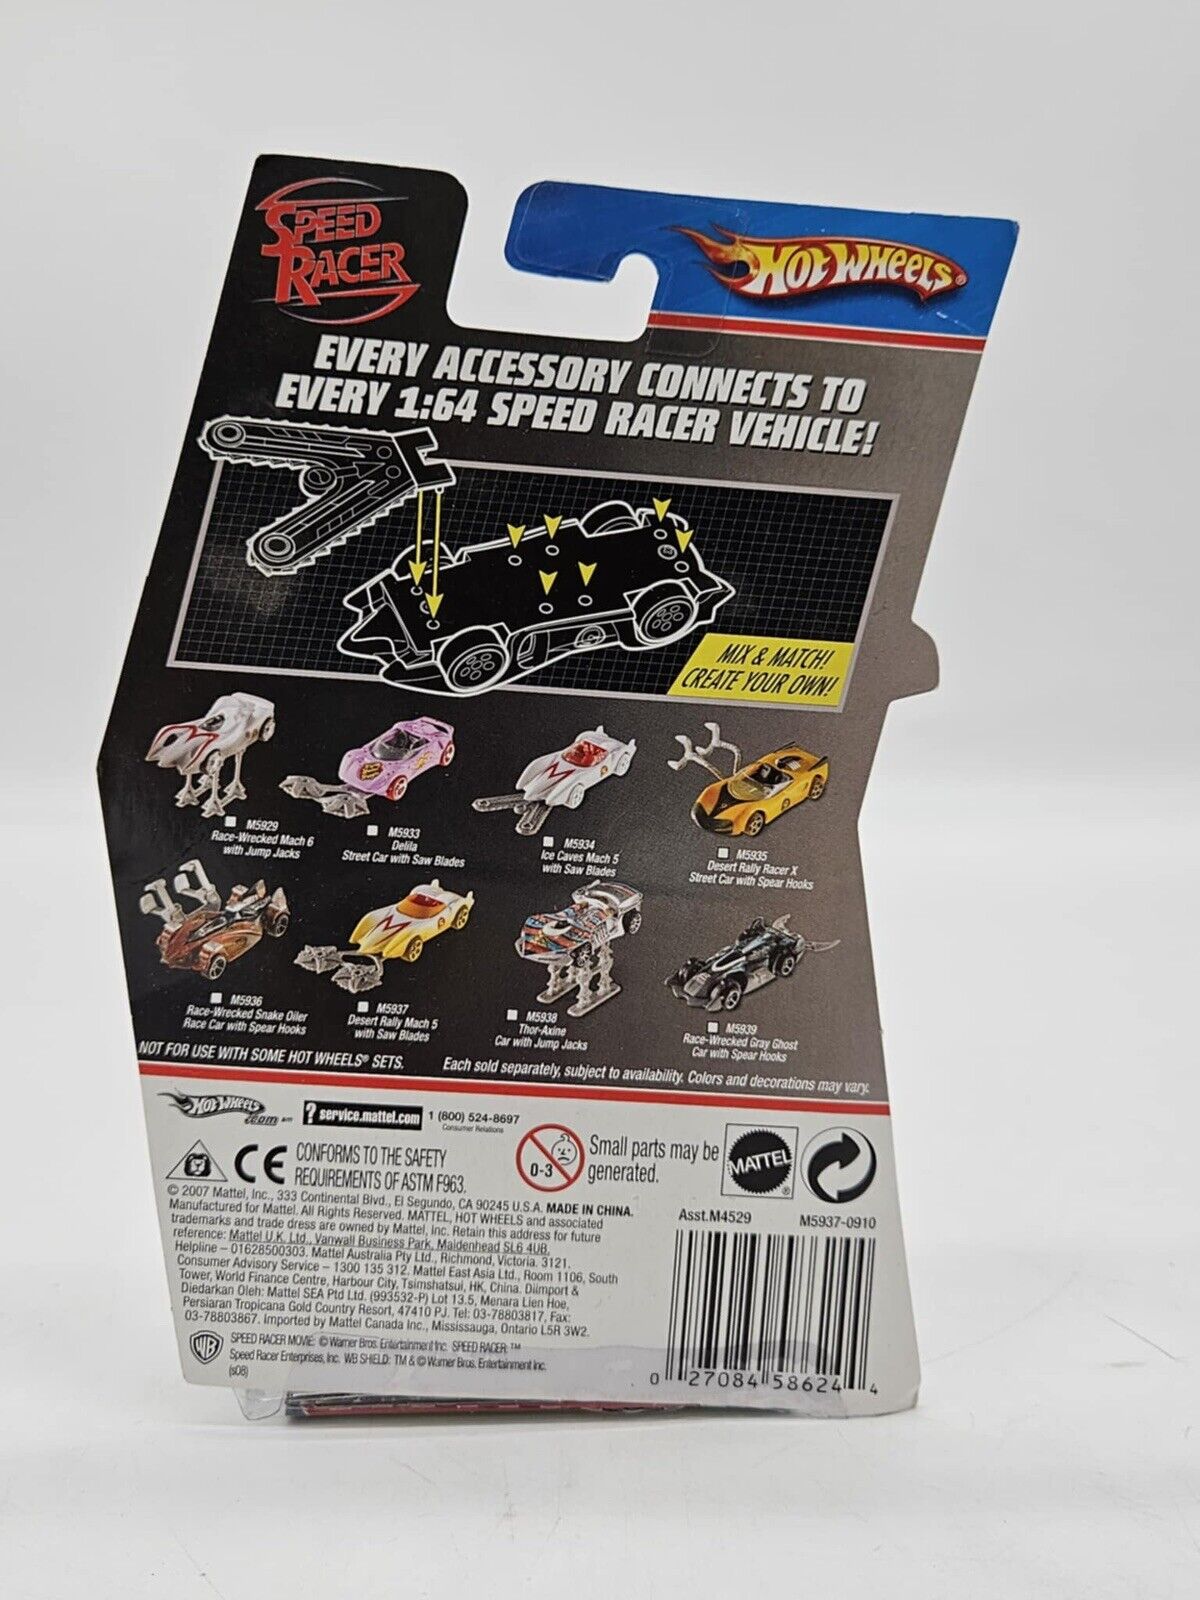 SPEED
RACER
HOT WHEELS®
EVERY ACCESSORY CONNECTS TO
EVERY 1:64 SPEED RACER VEHICLE!
MIX & MATCH!
CREATE YOUR OWN!
M5929
Race-Wrecked Mach 6
with Jump Jacks
M5933
Delila
Street Car with Saw Blades
M5934
Ice Caves Mach 5
with Saw Blades
M5935
Desert Rally Racer X
Street Car with Spear Hooks
M5936
Race-Wrecked Snake Oiler
Race Car with Spear Hooks
M5937
Desert Rally Mach 5
with Saw Blades
M5938
Thor-Axine
Car with Jump Jacks
M5939
Race-Wrecked Gray Ghost
Car with Spear Hooks
NOT FOR USE WITH SOME HOT WHEELS® SETS.
Each sold separately, subject to availability. Colors and decorations may vary.
HOT WHEELS
.com
? service.mattel.com 1 (800) 524-8697
Consumer Relations
CE CONFORMS TO THE SAFETY
REQUIREMENTS OF ASTM F963.
0-3
Small parts may be
generated.
MATTEL
®
© 2007 Mattel, Inc., 333 Continental Blvd., El Segundo, CA 90245 U.S.A. MADE IN CHINA.
Manufactured for Mattel. All Rights Reserved. MATTEL, HOT WHEELS and associated
trademarks and trade dress are owned by Mattel, Inc. Retain this address for future
reference: Mattel U.K. Ltd., Vanwall Business Park, Maidenhead SL6 4UB.
Helpline – 01628500303. Mattel Australia Pty Ltd., Richmond, Victoria. 3121.
Consumer Advisory Service – 1300 135 312. Mattel East Asia Ltd., Room 1106, South
Tower, World Finance Centre, Harbour City, Tsimshatsui, HK, China. Diimport &
Diedarkan Oleh: Mattel SEA Ptd Ltd. (993532-P) Lot 13.5, Menara Lien Hoe,
Persiaran Tropicana Gold Country Resort, 47410 PJ. Tel: 03-78803817, Fax:
03-78803867. Imported by Mattel Canada Inc., Mississauga, Ontario L5R 3W2.
WB
SPEED RACER MOVIE: © Warner Bros. Entertainment Inc. SPEED RACER: ™
Speed Racer Enterprises, Inc. WB SHIELD: TM & © Warner Bros. Entertainment Inc.
(s08)
Asst.M4529 M5937-0910
0 27084 58624 4